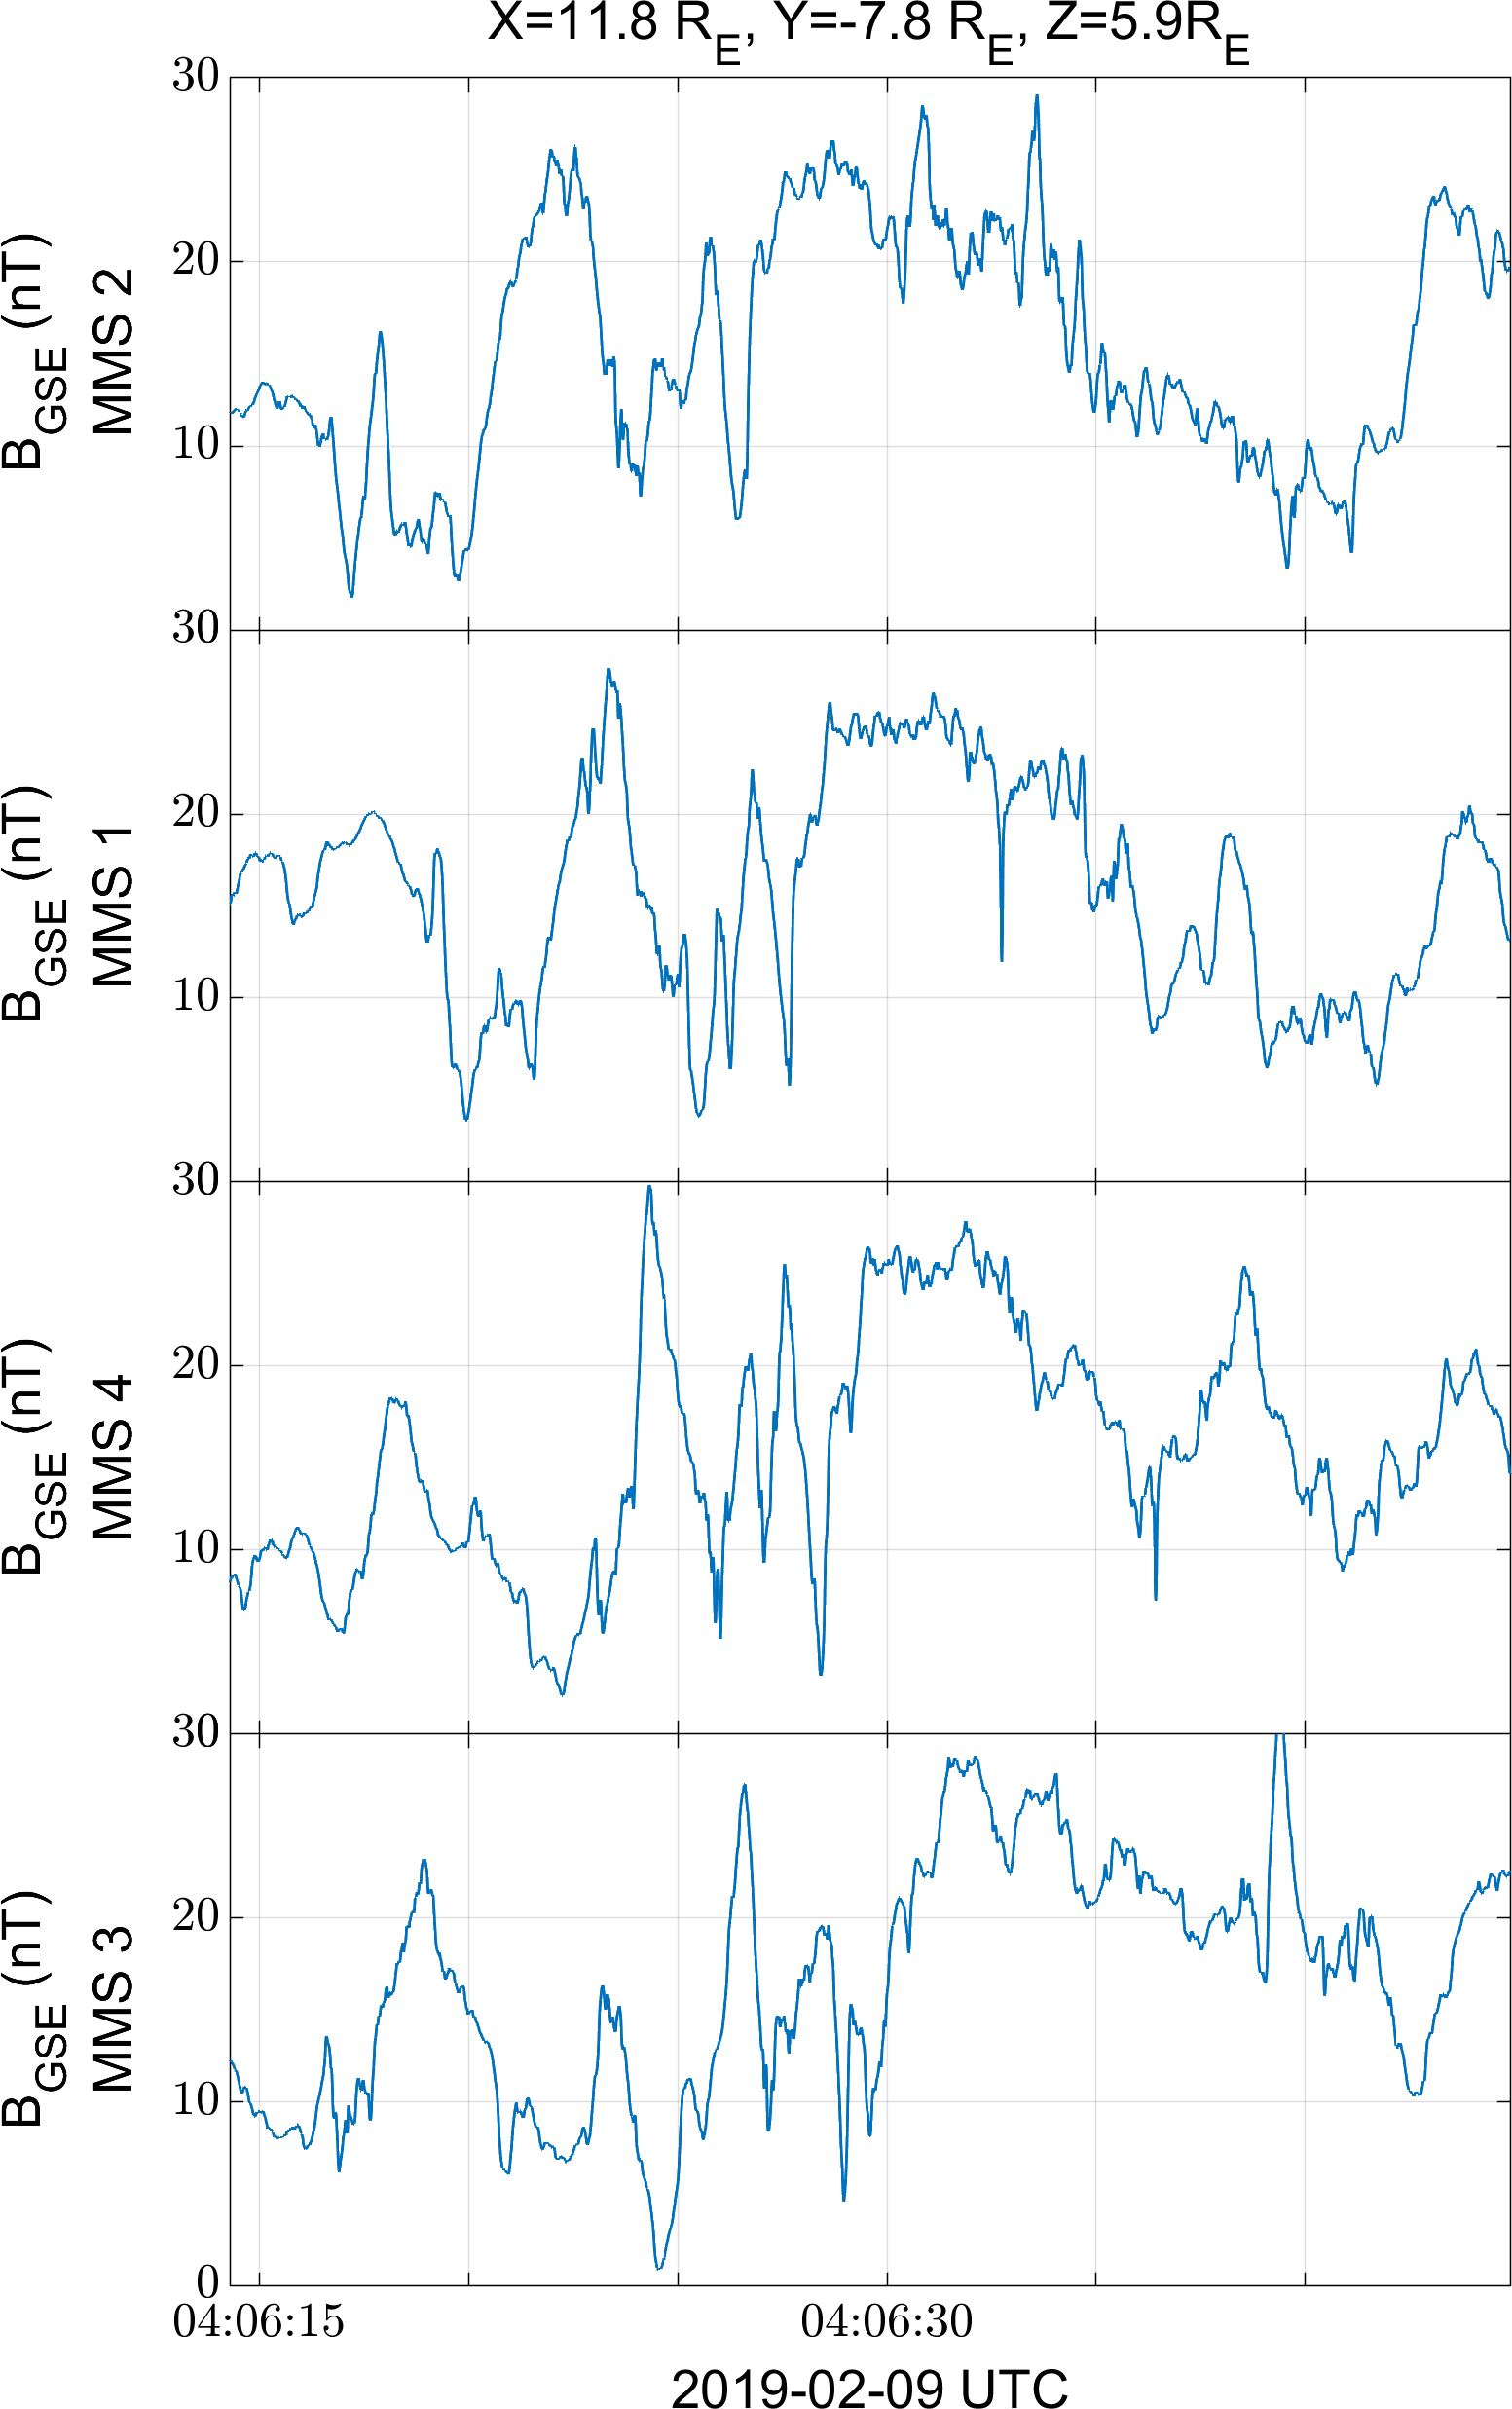 X=11.8 R_E, Y=-7.8 R_E, Z=5.9R_E
30
20
10
B_GSE (nT)
MMS 2
30
20
10
B_GSE (nT)
MMS 1
30
20
10
B_GSE (nT)
MMS 4
30
20
10
0
B_GSE (nT)
MMS 3
04:06:15 04:06:30
2019-02-09 UTC